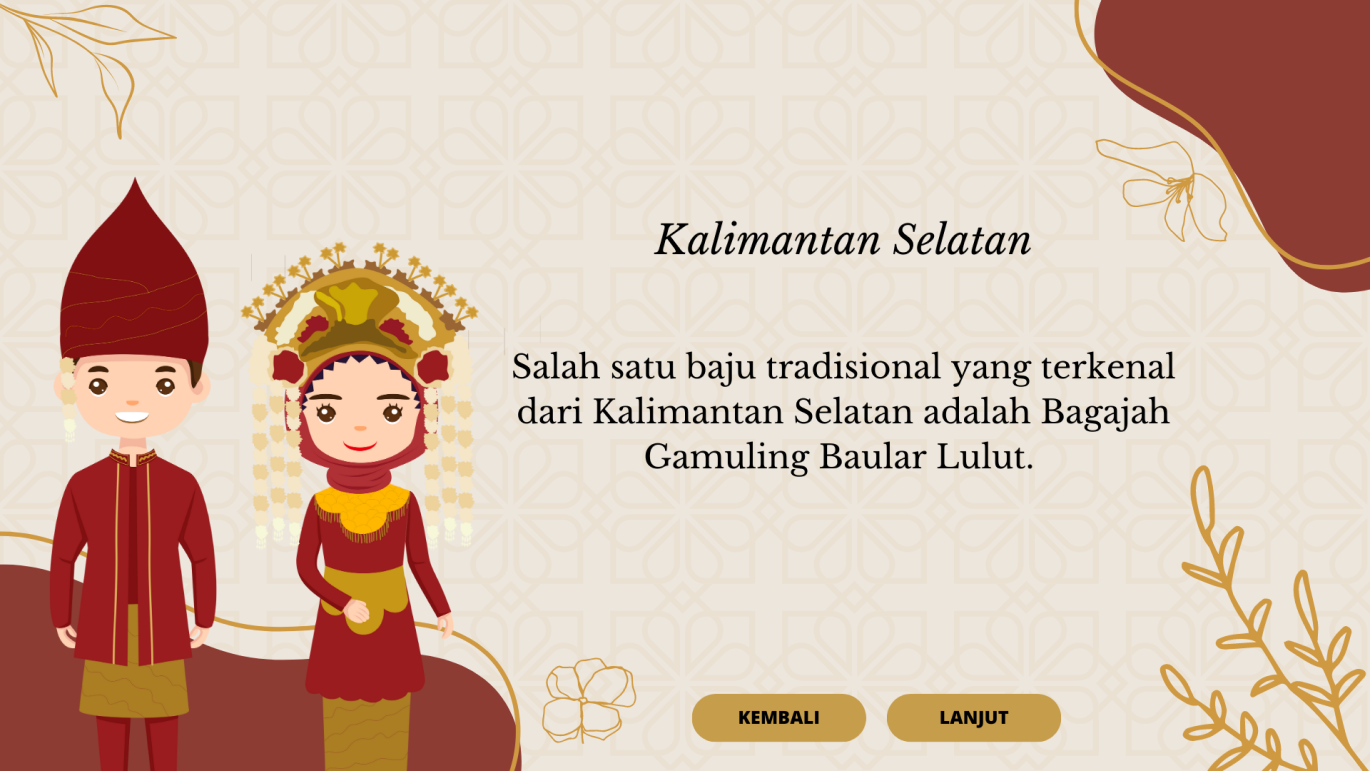 Kalimantan Selatan
Salah satu baju tradisional yang terkenal
dari Kalimantan Selatan adalah Bagajah
Gamuling Baular Lulut.
KEMBALI
LANJUT